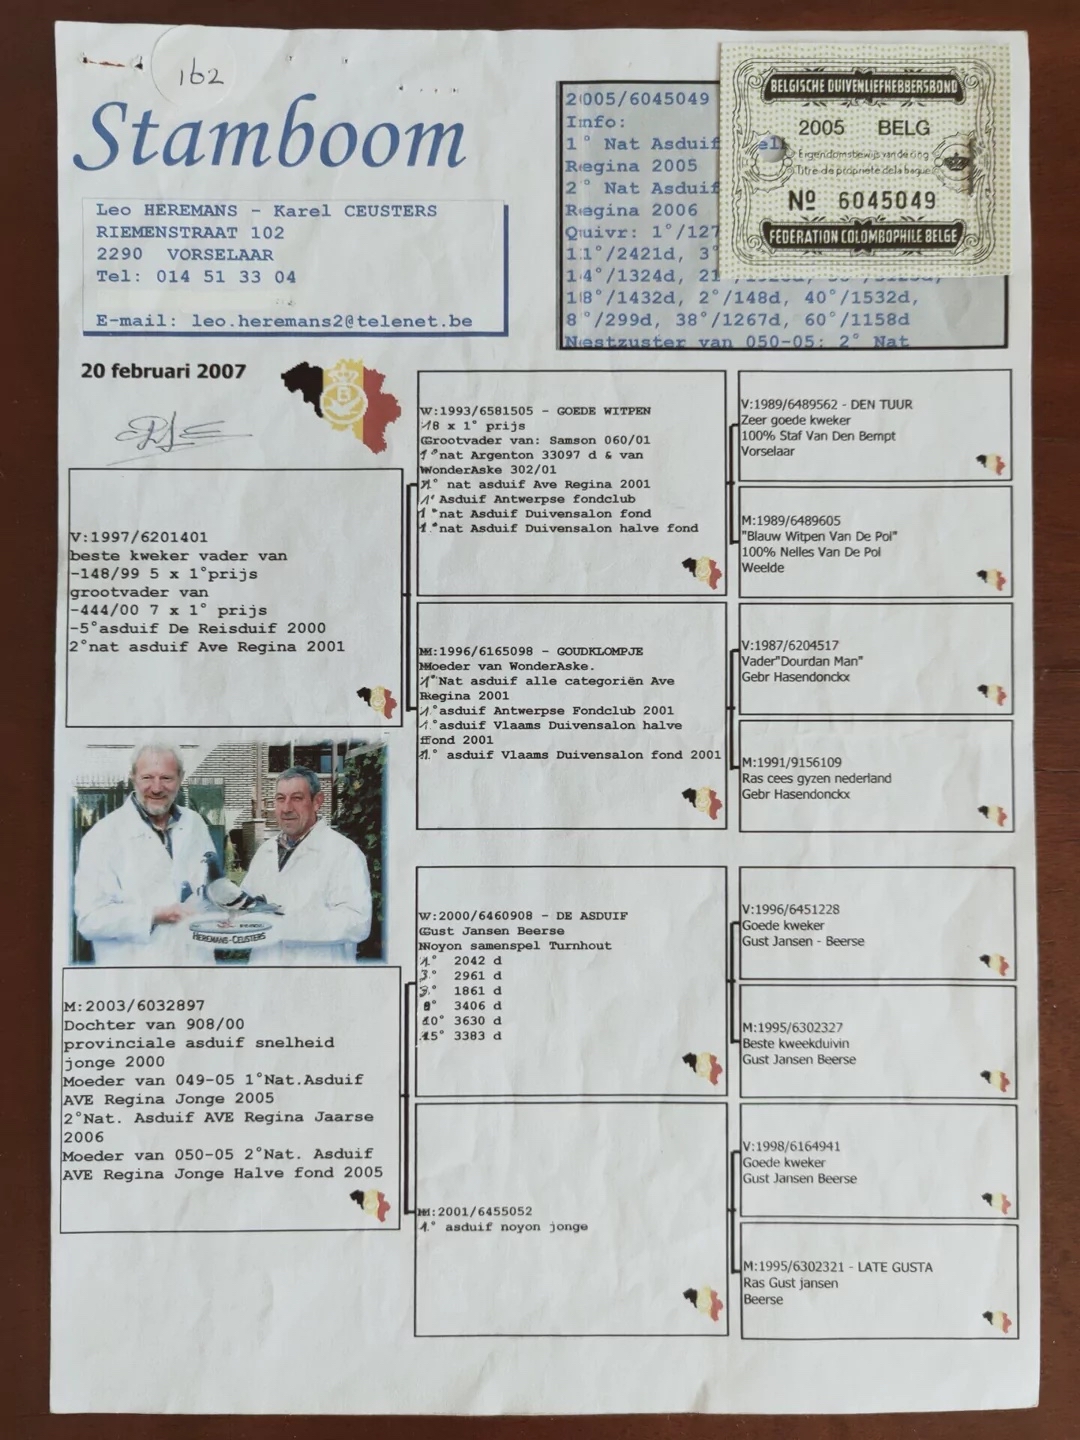 162
Stamboom
Leo HEREMANS - Karel CEUSTERS
RIEMENSTRAAT 102
2290 VORSELAAR
Tel: 014 51 33 04
E-mail: leo.heremans2@telenet.be
2005/6045049
Info:
1° Nat Asduif
Regina 2005
2° Nat Asduif
Regina 2006
Quivr: 1°/127
11°/2421d, 3°
14°/1324d, 21
18°/1432d, 2°/148d, 40°/1532d,
8°/299d, 38°/1267d, 60°/1158d
Nestzuster van 050-05: 2° Nat
BELGISCHE DUIVENLIEFHEBBERSBOND
2005 BELG
Eigendomsbewijs van de ring
Titre de propriete de la bague
Nº 6045049
FEDERATION COLOMBOPHILE BELGE
20 februari 2007
V:1997/6201401
beste kweker vader van
-148/99 5 x 1°prijs
grootvader van
-444/00 7 x 1° prijs
-5°asduif De Reisduif 2000
2°nat asduif Ave Regina 2001
HEREMANS-CEUSTERS
M:2003/6032897
Dochter van 908/00
provinciale asduif snelheid
jonge 2000
Moeder van 049-05 1°Nat.Asduif
AVE Regina Jonge 2005
2°Nat. Asduif AVE Regina Jaarse
2006
Moeder van 050-05 2°Nat. Asduif
AVE Regina Jonge Halve fond 2005
V:1993/6581505 - GOEDE WITPEN
18 x 1° prijs
Grootvader van: Samson 060/01
1°nat Argenton 33097 d & van
WonderAske 302/01
1° nat asduif Ave Regina 2001
1° Asduif Antwerpse fondclub
1°nat Asduif Duivensalon fond
1°nat Asduif Duivensalon halve fond
M:1996/6165098 - GOUDKLOMPJE
Moeder van WonderAske.
1°Nat asduif alle categoriën Ave
Regina 2001
1°asduif Antwerpse Fondclub 2001
1°asduif Vlaams Duivensalon halve
fond 2001
1° asduif Vlaams Duivensalon fond 2001
V:2000/6460908 - DE ASDUIF
Gust Jansen Beerse
Noyon samenspel Turnhout
1° 2042 d
3° 2961 d
3° 1861 d
8° 3406 d
10° 3630 d
15° 3383 d
M:2001/6455052
1° asduif noyon jonge
V:1989/6489562 - DEN TUUR
Zeer goede kweker
100% Staf Van Den Bempt
Vorselaar
M:1989/6489605
"Blauw Witpen Van De Pol"
100% Nelles Van De Pol
Weelde
V:1987/6204517
Vader"Dourdan Man"
Gebr Hasendonckx
M:1991/9156109
Ras cees gyzen nederland
Gebr Hasendonckx
V:1996/6451228
Goede kweker
Gust Jansen - Beerse
M:1995/6302327
Beste kweekduivin
Gust Jansen Beerse
V:1998/6164941
Goede kweker
Gust Jansen Beerse
M:1995/6302321 - LATE GUSTA
Ras Gust jansen
Beerse